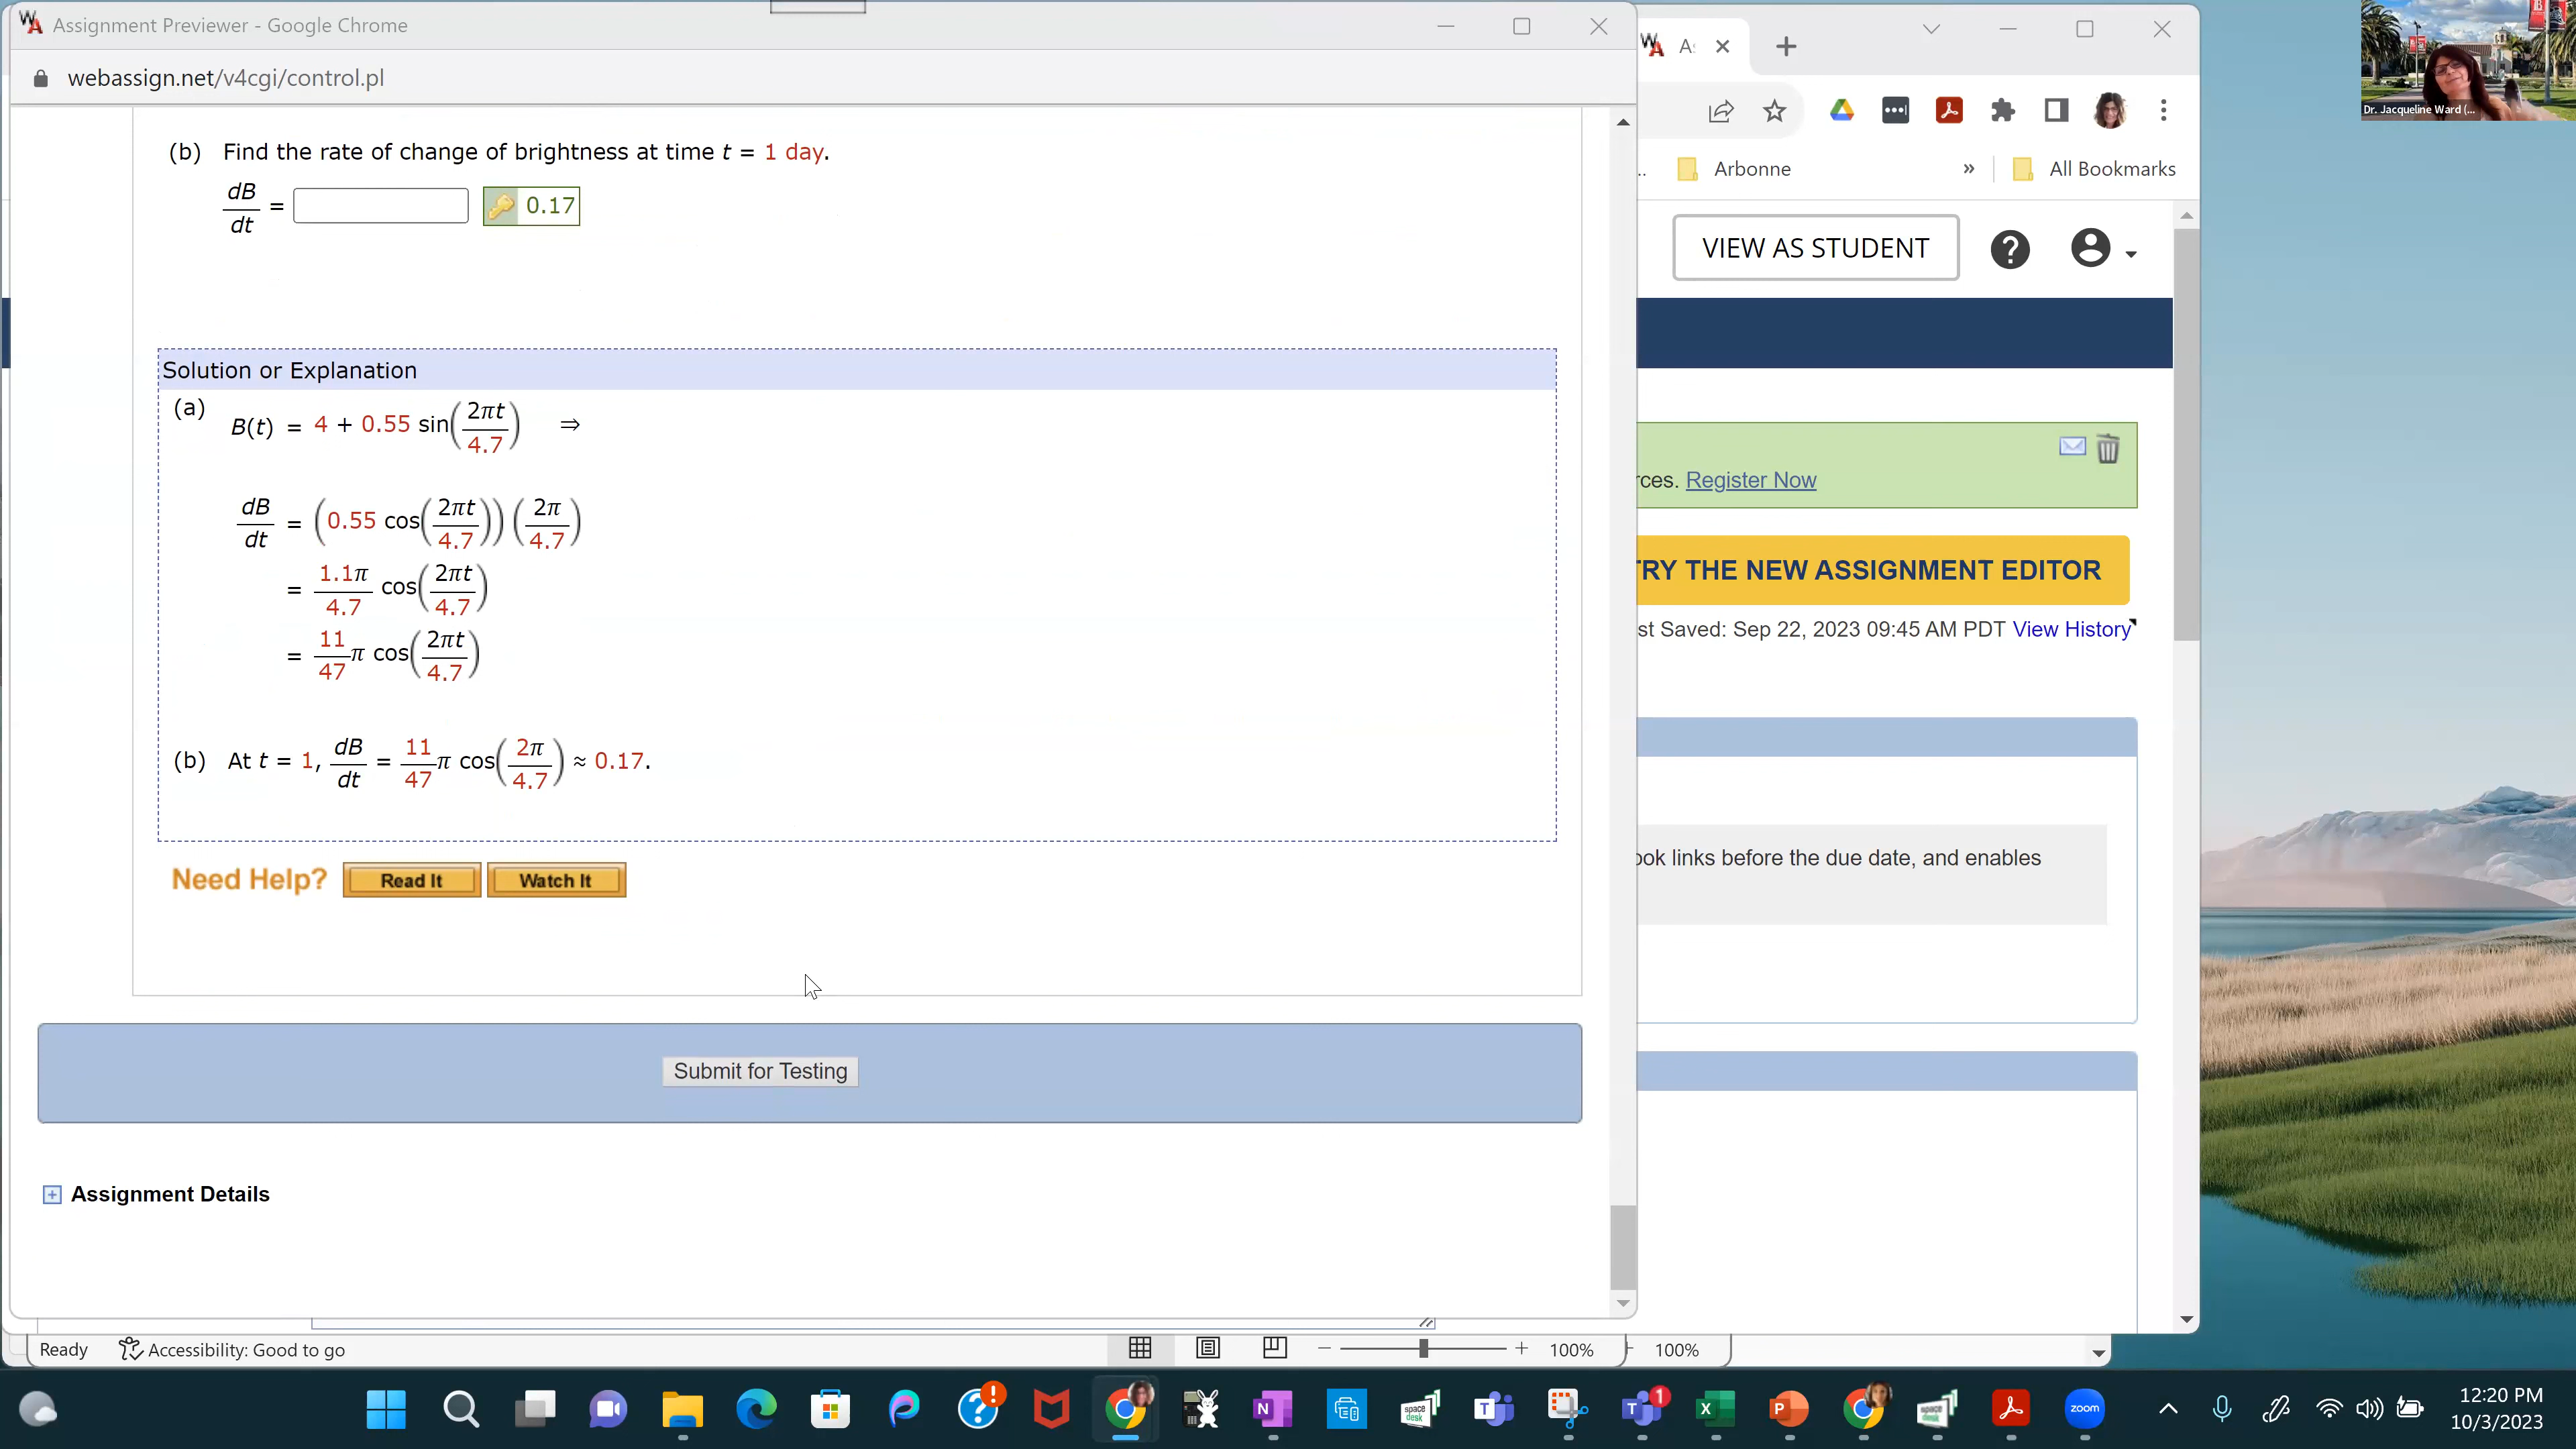 Assignment Previewer - Google Chrome
webassign.net/v4cgi/control.pl
(b) Find the rate of change of brightness at time t = 1 day.
dB/dt = 0.17
Solution or Explanation
(a) B(t) = 4 + 0.55 sin(2πt/4.7) ⇒
dB/dt = (0.55 cos(2πt/4.7))(2π/4.7)
= 1.1π/4.7 cos(2πt/4.7)
= 11/47 π cos(2πt/4.7)
(b) At t = 1, dB/dt = 11/47 π cos(2π/4.7) ≈ 0.17.
Need Help? Read It Watch It
Submit for Testing
Assignment Details
Arbonne
» All Bookmarks
VIEW AS STUDENT
rces. Register Now
TRY THE NEW ASSIGNMENT EDITOR
st Saved: Sep 22, 2023 09:45 AM PDT View History
ook links before the due date, and enables
Dr. Jacqueline Ward (...
Ready Accessibility: Good to go 100% 100%
space desk
zoom
12:20 PM
10/3/2023